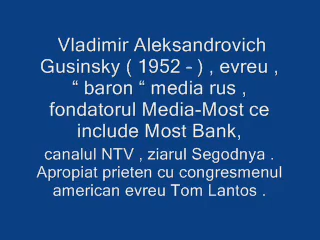 Vladimir Aleksandrovich
Gusinsky ( 1952 - ) , evreu ,
“ baron “ media rus ,
fondatorul Media-Most ce
include Most Bank,
canalul NTV , ziarul Segodnya .
Apropiat prieten cu congresmenul
american evreu Tom Lantos .